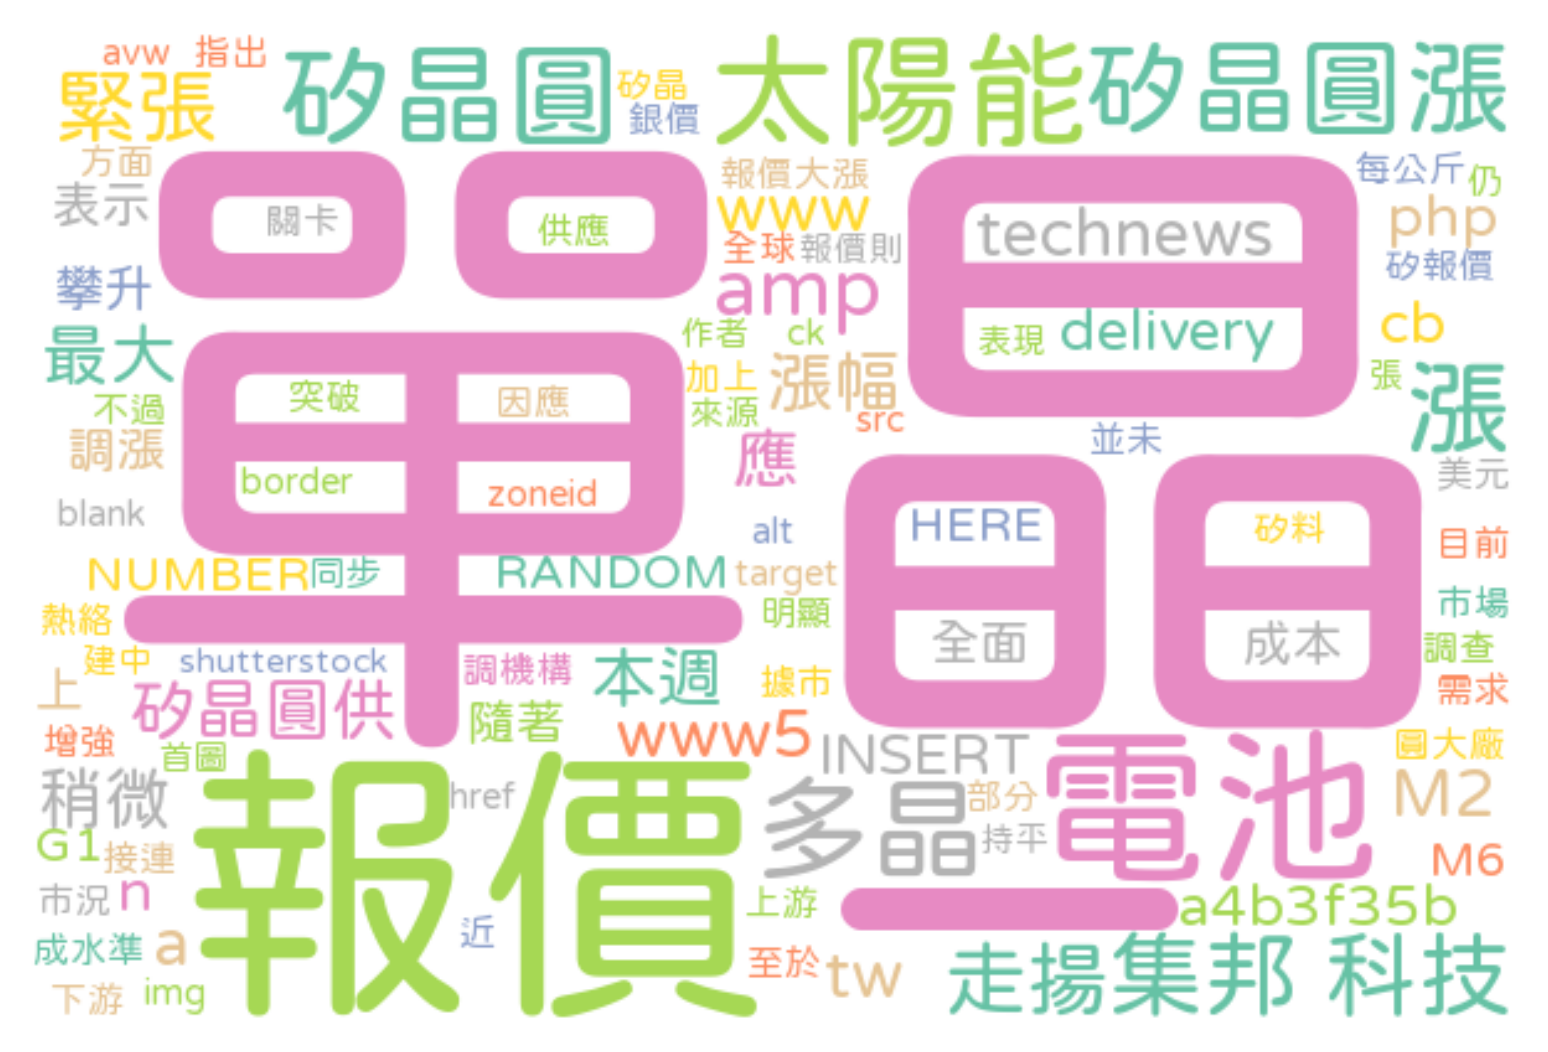 avw 指出
緊張 矽晶圓 矽晶 太陽能 矽晶圓 漲
銀價
方面 報價大漲 每公斤 仍
表示 關卡 供應 www technews php
全球 報價則 矽報價
攀升 amp
最大 作者 ck 表現 delivery cb
不過 突破 因應 加上 漲幅 張 漲
來源 src
調漲 應 並未 美元
border zoneid
單晶
blank alt HERE 矽料 目前
NUMBER 同步 RANDOM target
熱絡 明顯 全面 成本 市場
建中 shutterstock 調機構 本週 據市 調查
上 矽晶圓供 隨著 需求
增強 首圖 www5 INSERT 圓大廠
稍微 報價 href 多晶 部分 電池 M2
G1 接連 持平 M6
市況 n 上游 一 a4b3f35b
成水準 a 近 至於 tw 走揚 集邦 科技
下游 img